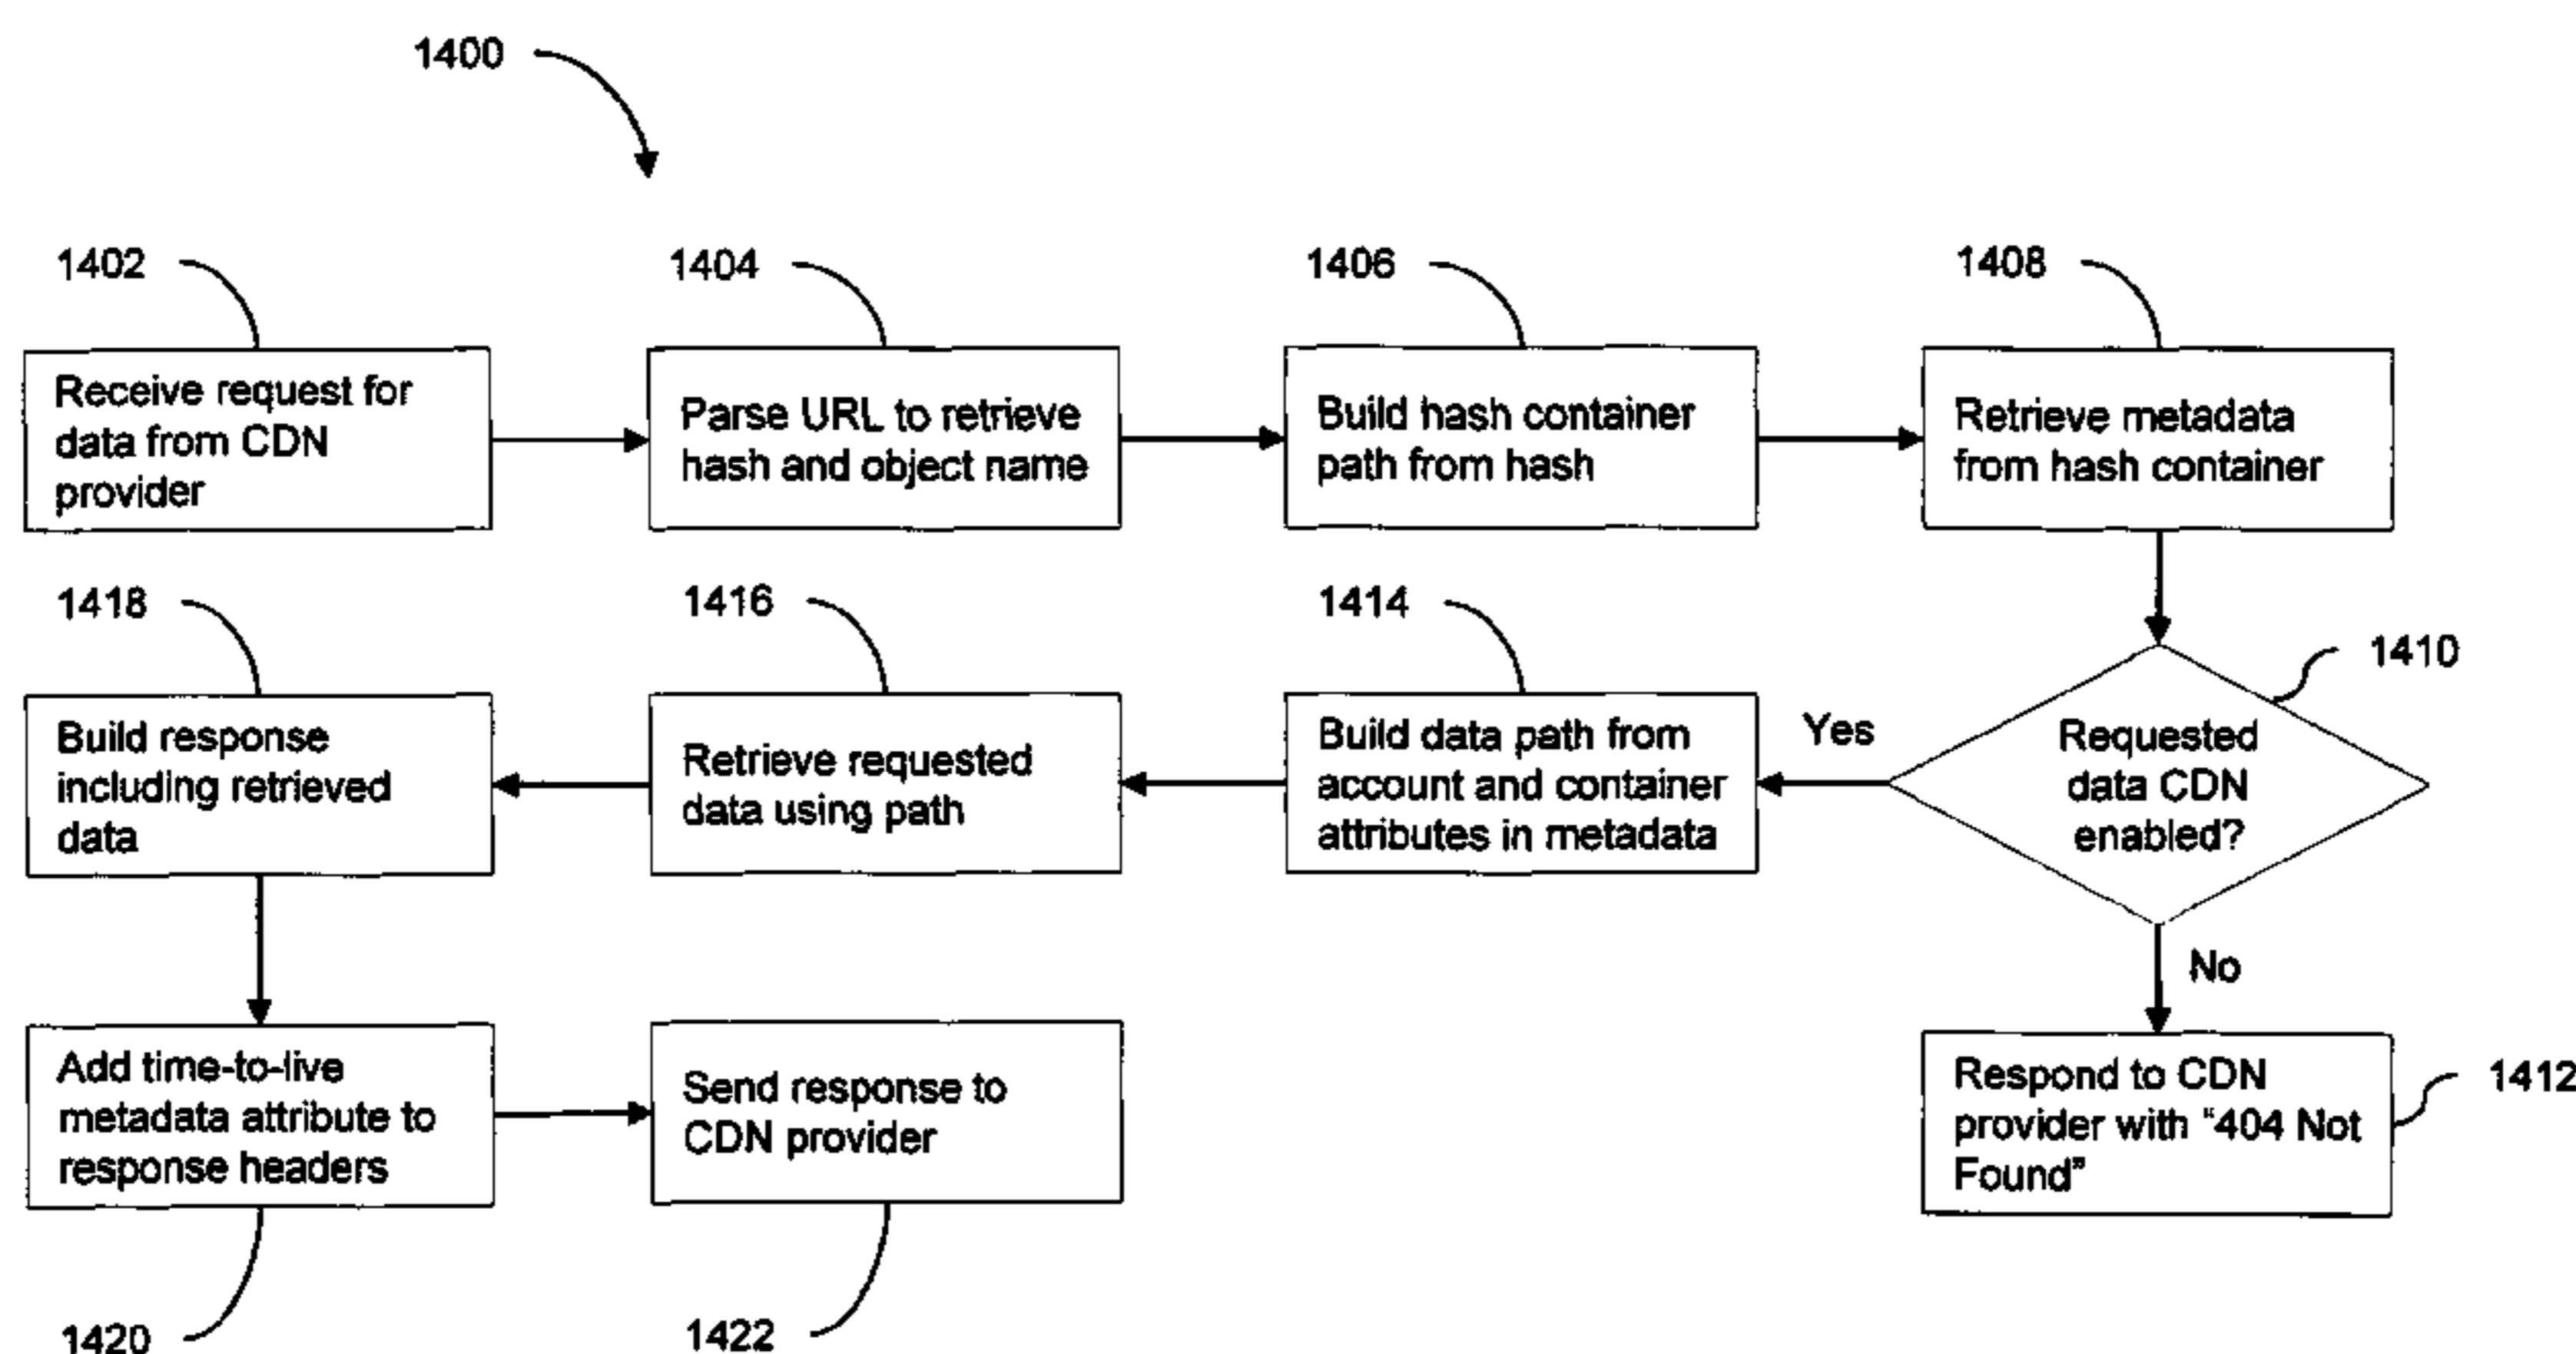 1400
1402
1404
1406
1408
Receive request for
data from CDN
provider
Parse URL to retrieve
hash and object name
Build hash container
path from hash
Retrieve metadata
from hash container
1418
1416
1414
1410
Build response
including retrieved
data
Retrieve requested
data using path
Build data path from
account and container
attributes in metadata
Yes
Requested
data CDN
enabled?
No
Add time-to-live
metadata attribute to
response headers
Send response to
CDN provider
Respond to CDN
provider with "404 Not
Found"
1412
1420
1422